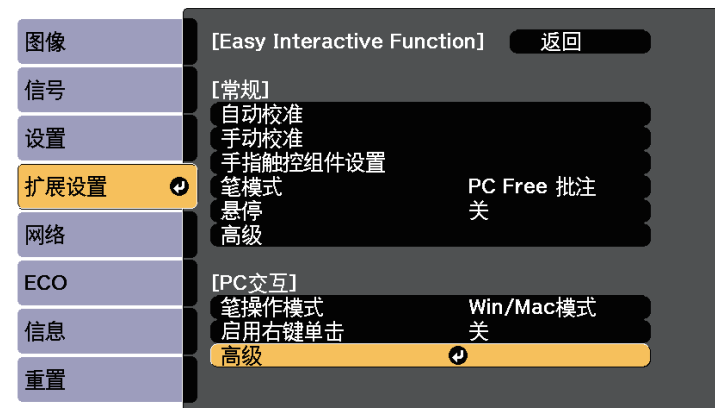 图像
信号
设置
扩展设置
网络
ECO
信息
重置
[Easy Interactive Function] 返回
[常规]
自动校准
手动校准
手指触控组件设置
笔模式 PC Free 批注
悬停 关
高级
[PC交互]
笔操作模式 Win/Mac模式
启用右键单击 关
高级